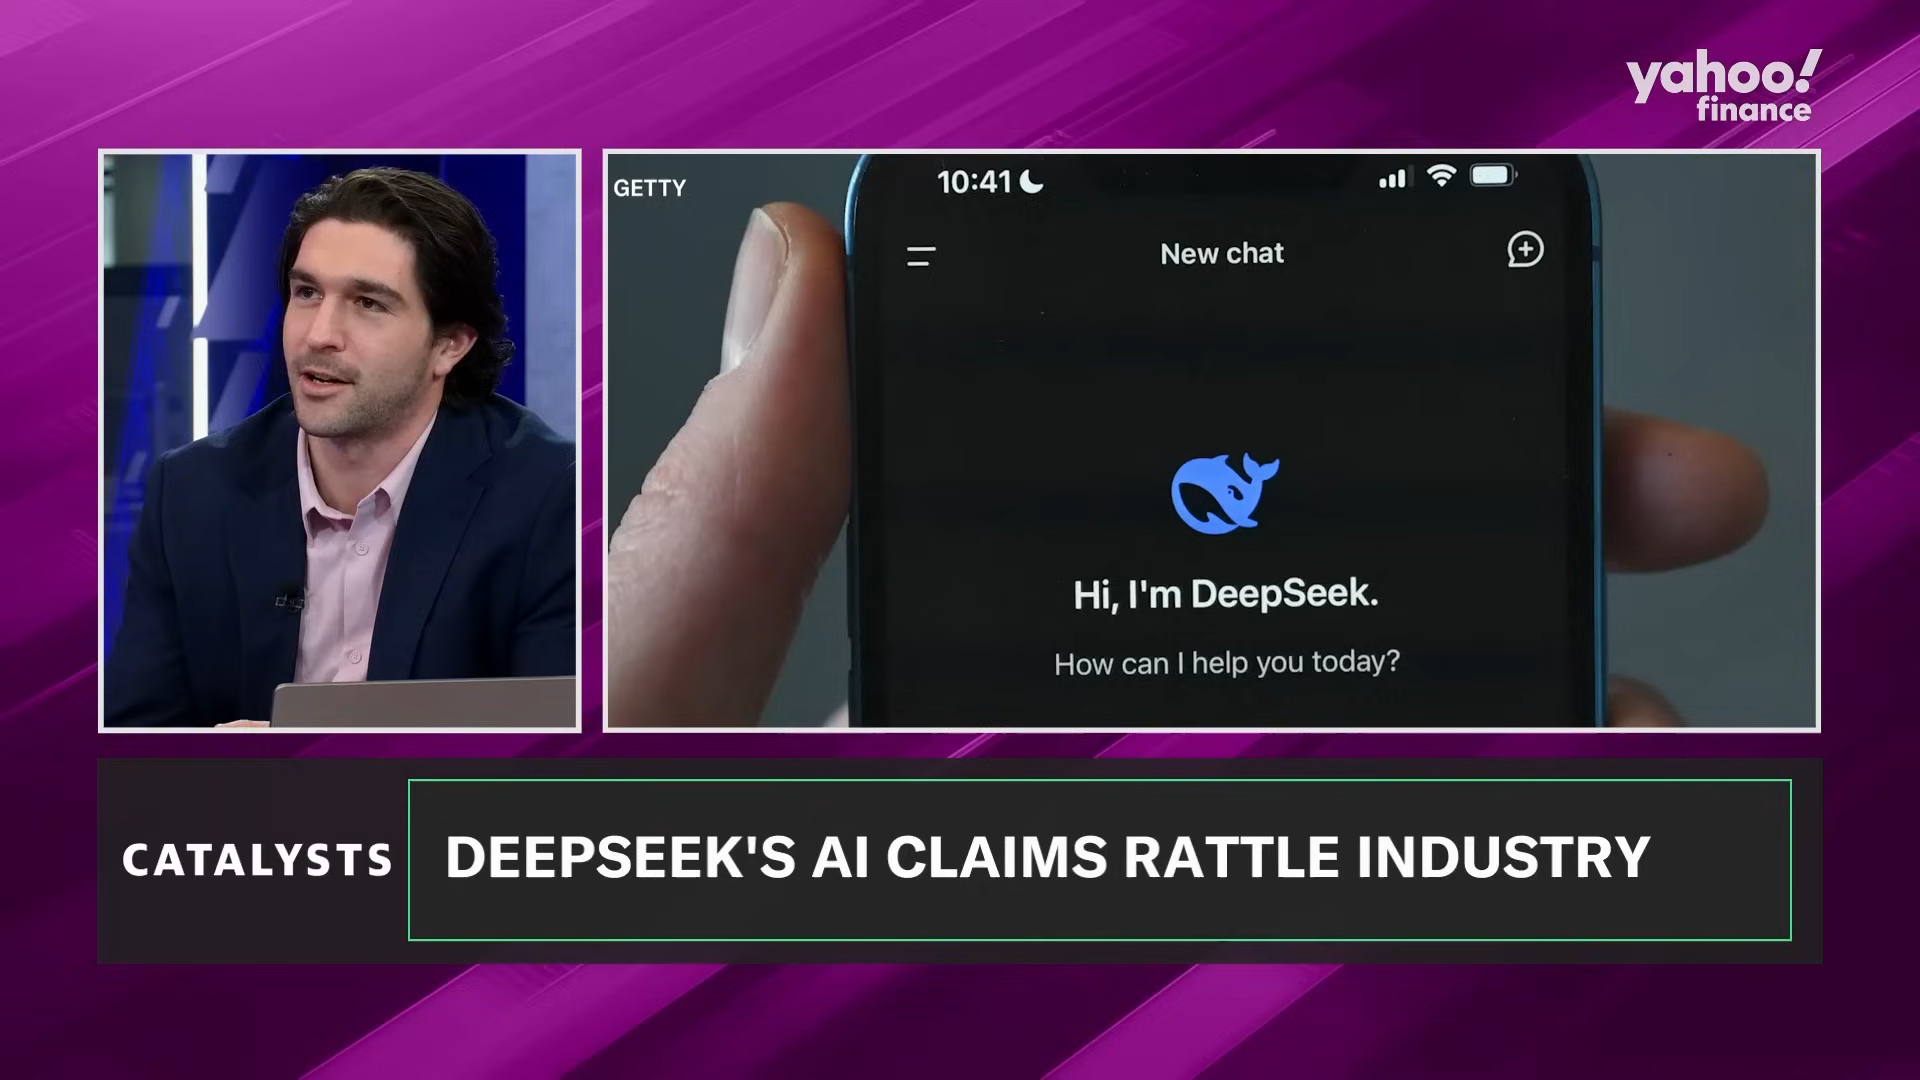 yahoo!
finance
GETTY
10:41
New chat
Hi, I'm DeepSeek.
How can I help you today?
CATALYSTS
DEEPSEEK'S AI CLAIMS RATTLE INDUSTRY